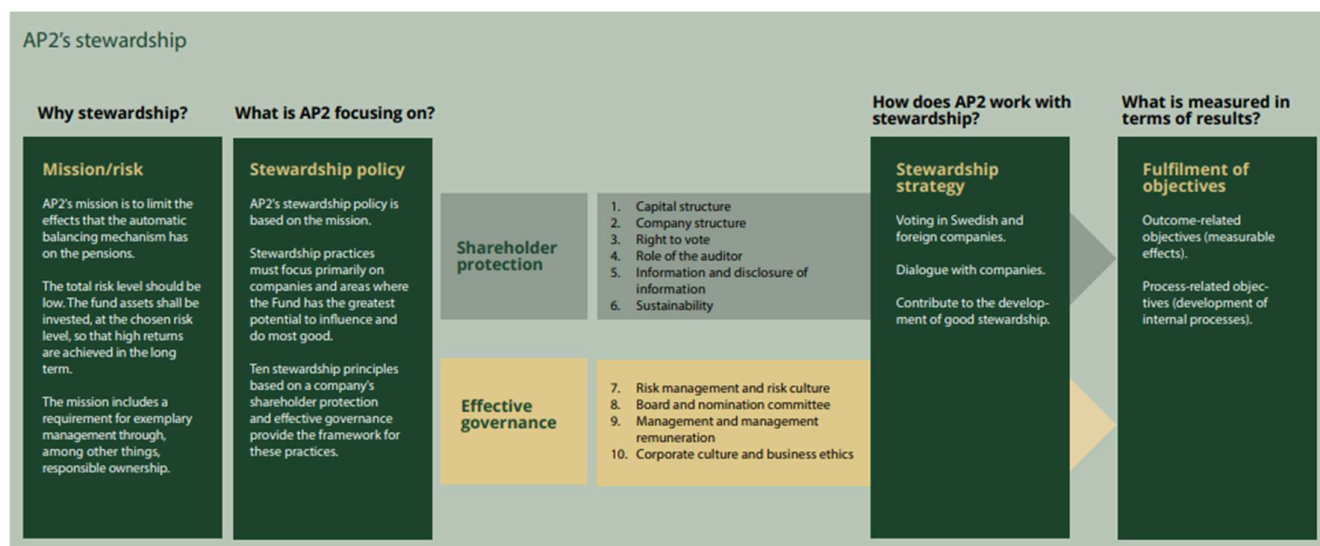 AP2's stewardship
Why stewardship?
Mission/risk
AP2's mission is to limit the
effects that the automatic
balancing mechanism has
on the pensions.
The total risk level should be
low. The fund assets shall be
invested, at the chosen risk
level, so that high returns
are achieved in the long
term.
The mission includes a
requirement for exemplary
management through,
among other things,
responsible ownership.
What is AP2 focusing on?
Stewardship policy
AP2's stewardship policy is
based on the mission.
Stewardship practices
must focus primarily on
companies and areas where
the Fund has the greatest
potential to influence and
do most good.
Ten stewardship principles
based on a company's
shareholder protection
and effective governance
provide the framework for
these practices.
Shareholder
protection
1. Capital structure
2. Company structure
3. Right to vote
4. Role of the auditor
5. Information and disclosure of
information
6. Sustainability
Effective
governance
7. Risk management and risk culture
8. Board and nomination committee
9. Management and management
remuneration
10. Corporate culture and business ethics
How does AP2 work with
stewardship?
Stewardship
strategy
Voting in Swedish and
foreign companies.
Dialogue with companies.
Contribute to the develop-
ment of good stewardship.
What is measured in
terms of results?
Fulfilment of
objectives
Outcome-related
objectives (measurable
effects).
Process-related objec-
tives (development of
internal processes).